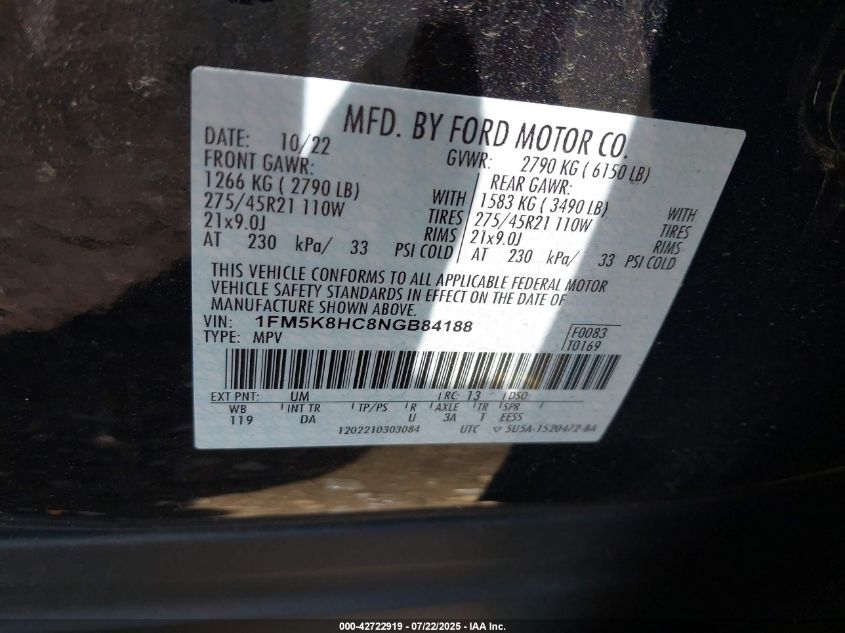 MFD. BY FORD MOTOR CO.
DATE: 10/22 GVWR: 2790 KG ( 6150 LB)
FRONT GAWR: REAR GAWR:
1266 KG ( 2790 LB) WITH 1583 KG ( 3490 LB) WITH
275/45R21 110W TIRES 275/45R21 110W TIRES
21x9.0J RIMS 21x9.0J RIMS
AT 230 kPa/ 33 PSI COLD AT 230 kPa/ 33 PSI COLD
THIS VEHICLE CONFORMS TO ALL APPLICABLE FEDERAL MOTOR
VEHICLE SAFETY STANDARDS IN EFFECT ON THE DATE OF
MANUFACTURE SHOWN ABOVE.
VIN: 1FM5K8HC8NGB84188 F0083
TYPE: MPV T0169
EXT PNT: UM RC: 13 DSO:
WB INT TR TP/PS R AXLE TR SPR
119 DA U 3A T EESS
1202210303084 UTC ▽ 5U5A-1520472-BA
000-42722919 - 07/22/2025 - IAA Inc.